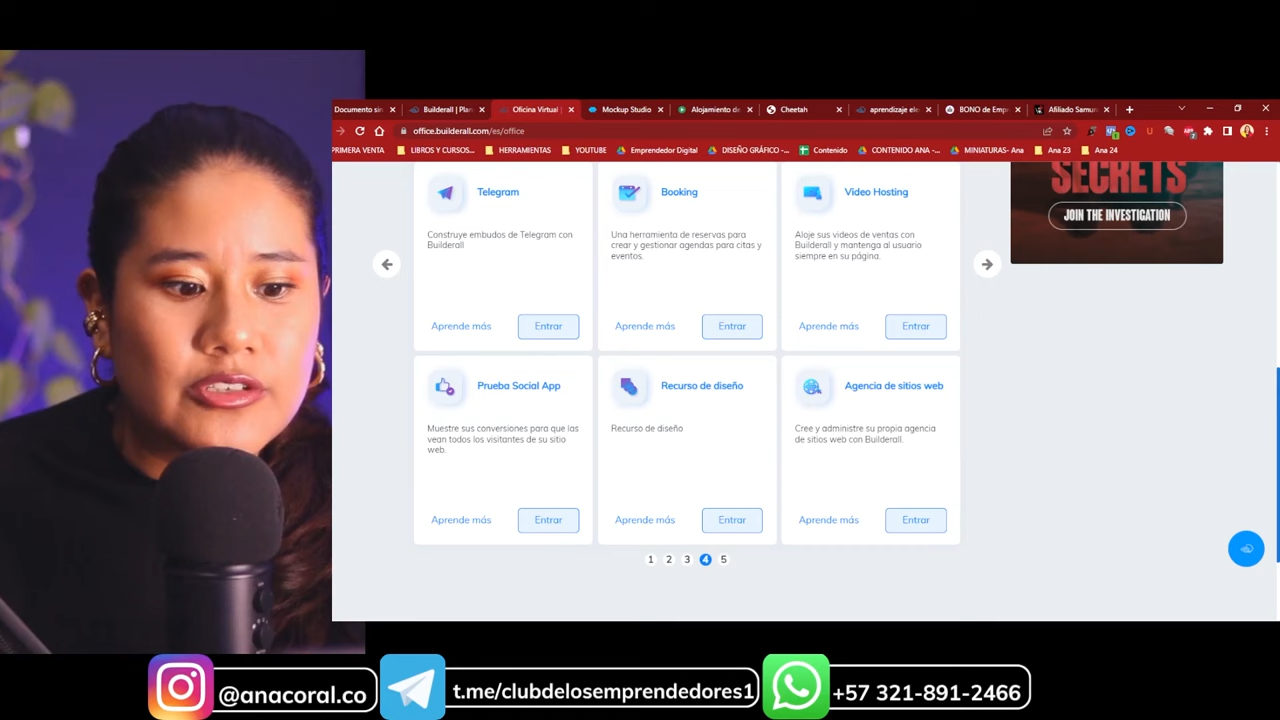 Documento sin
Builderall | Plan
Oficina Virtual |
Mockup Studio
Alojamiento de
Cheetah
aprendizaje ele
BONO de Emp
Afiliado Samu
office.builderall.com/es/office
PRIMERA VENTA
LIBROS Y CURSOS...
HERRAMIENTAS
YOUTUBE
Emprendedor Digital
DISEÑO GRÁFICO -...
Contenido
CONTENIDO ANA -...
MINIATURAS- Ana
Ana 23
Ana 24
SECRETS
JOIN THE INVESTIGATION
Telegram
Construye embudos de Telegram con
Builderall
Aprende más
Entrar
Booking
Una herramienta de reservas para
crear y gestionar agendas para citas y
eventos.
Aprende más
Entrar
Video Hosting
Aloje sus videos de ventas con
Builderall y mantenga al usuario
siempre en su página.
Aprende más
Entrar
Prueba Social App
Muestre sus conversiones para que las
vean todos los visitantes de su sitio
web.
Aprende más
Entrar
Recurso de diseño
Recurso de diseño
Aprende más
Entrar
Agencia de sitios web
Cree y administre su propia agencia
de sitios web con Builderall.
Aprende más
Entrar
1 2 3 4 5
@anacoral.co
t.me/clubdelosemprendedores1
+57 321-891-2466